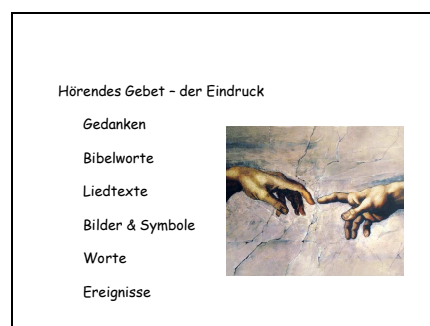 Hörendes Gebet – der Eindruck
Gedanken
Bibelworte
Liedtexte
Bilder & Symbole
Worte
Ereignisse